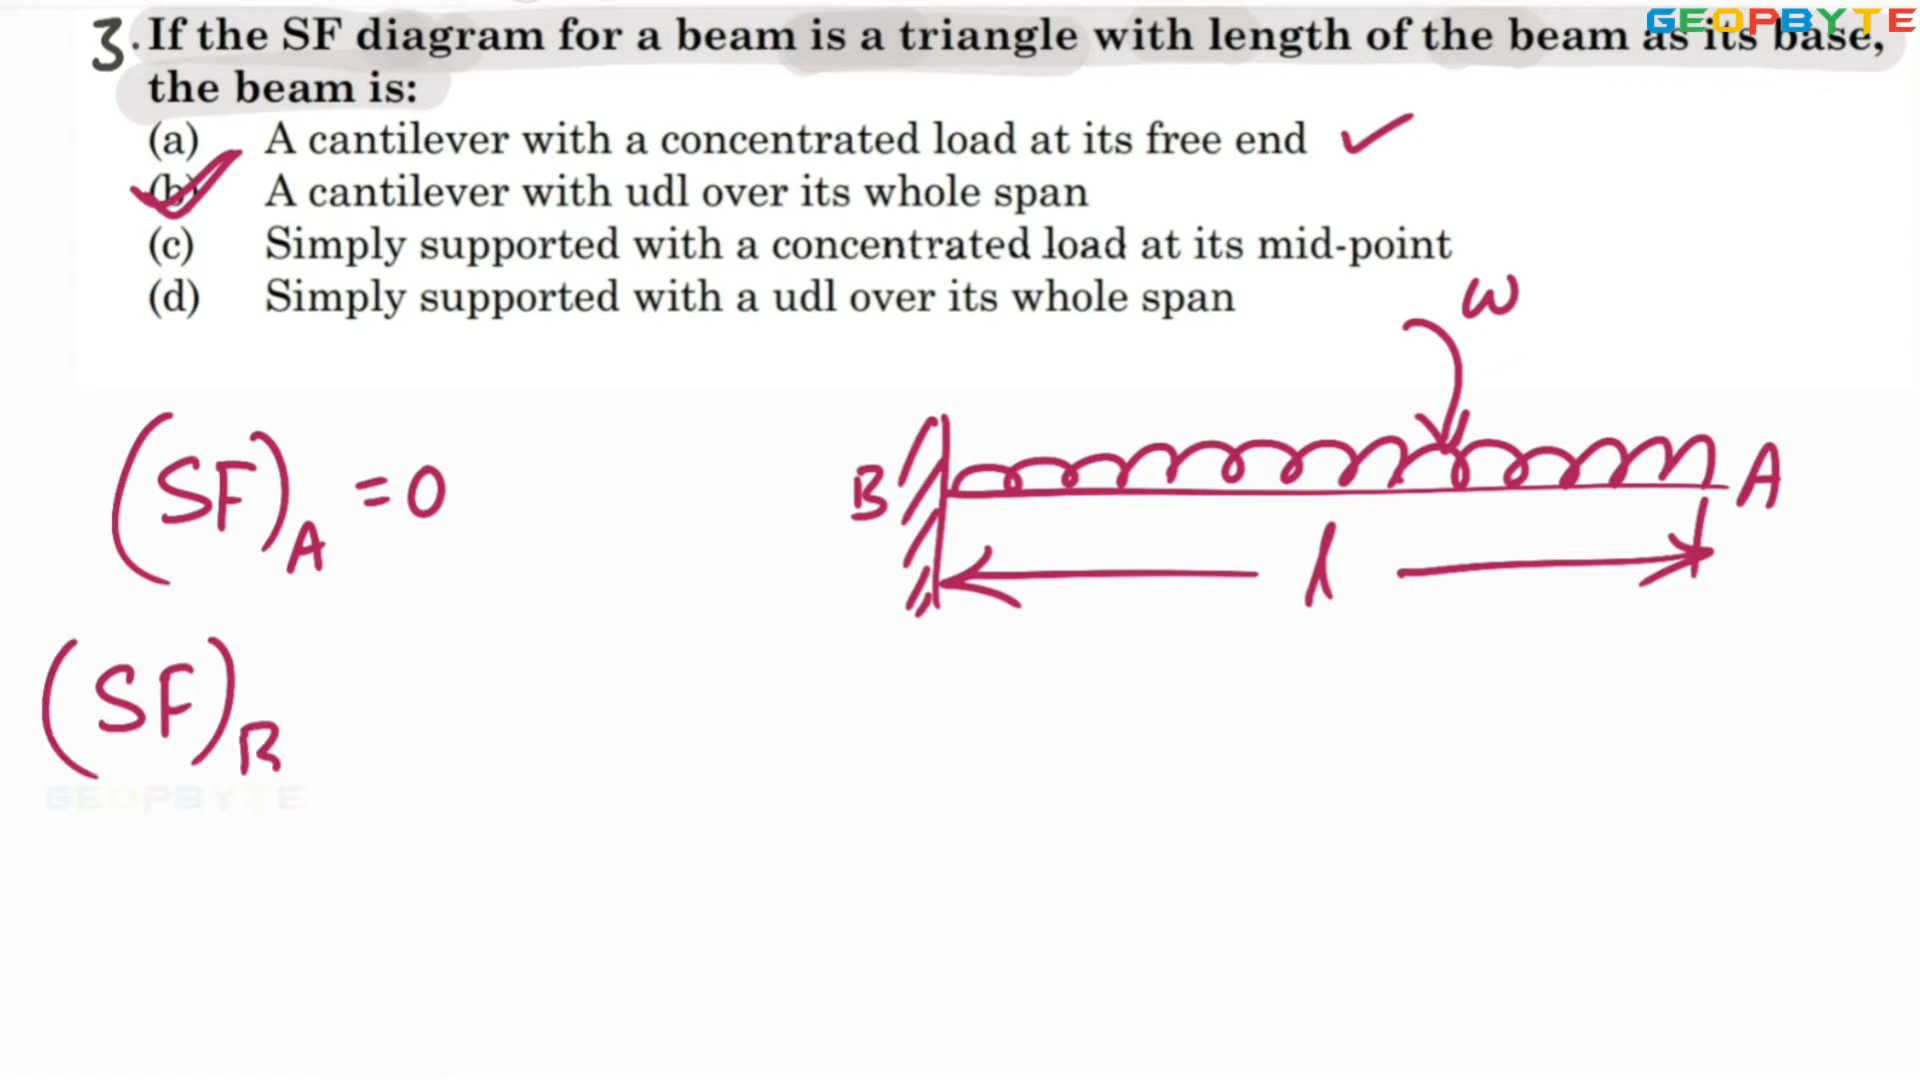 GEOPBYTE
3. If the SF diagram for a beam is a triangle with length of the beam as its base,
the beam is:
(a) A cantilever with a concentrated load at its free end
(b) A cantilever with udl over its whole span
(c) Simply supported with a concentrated load at its mid-point
(d) Simply supported with a udl over its whole span
ω
(SF)A = 0
B
A
l
(SF)B
GEOPBYTE